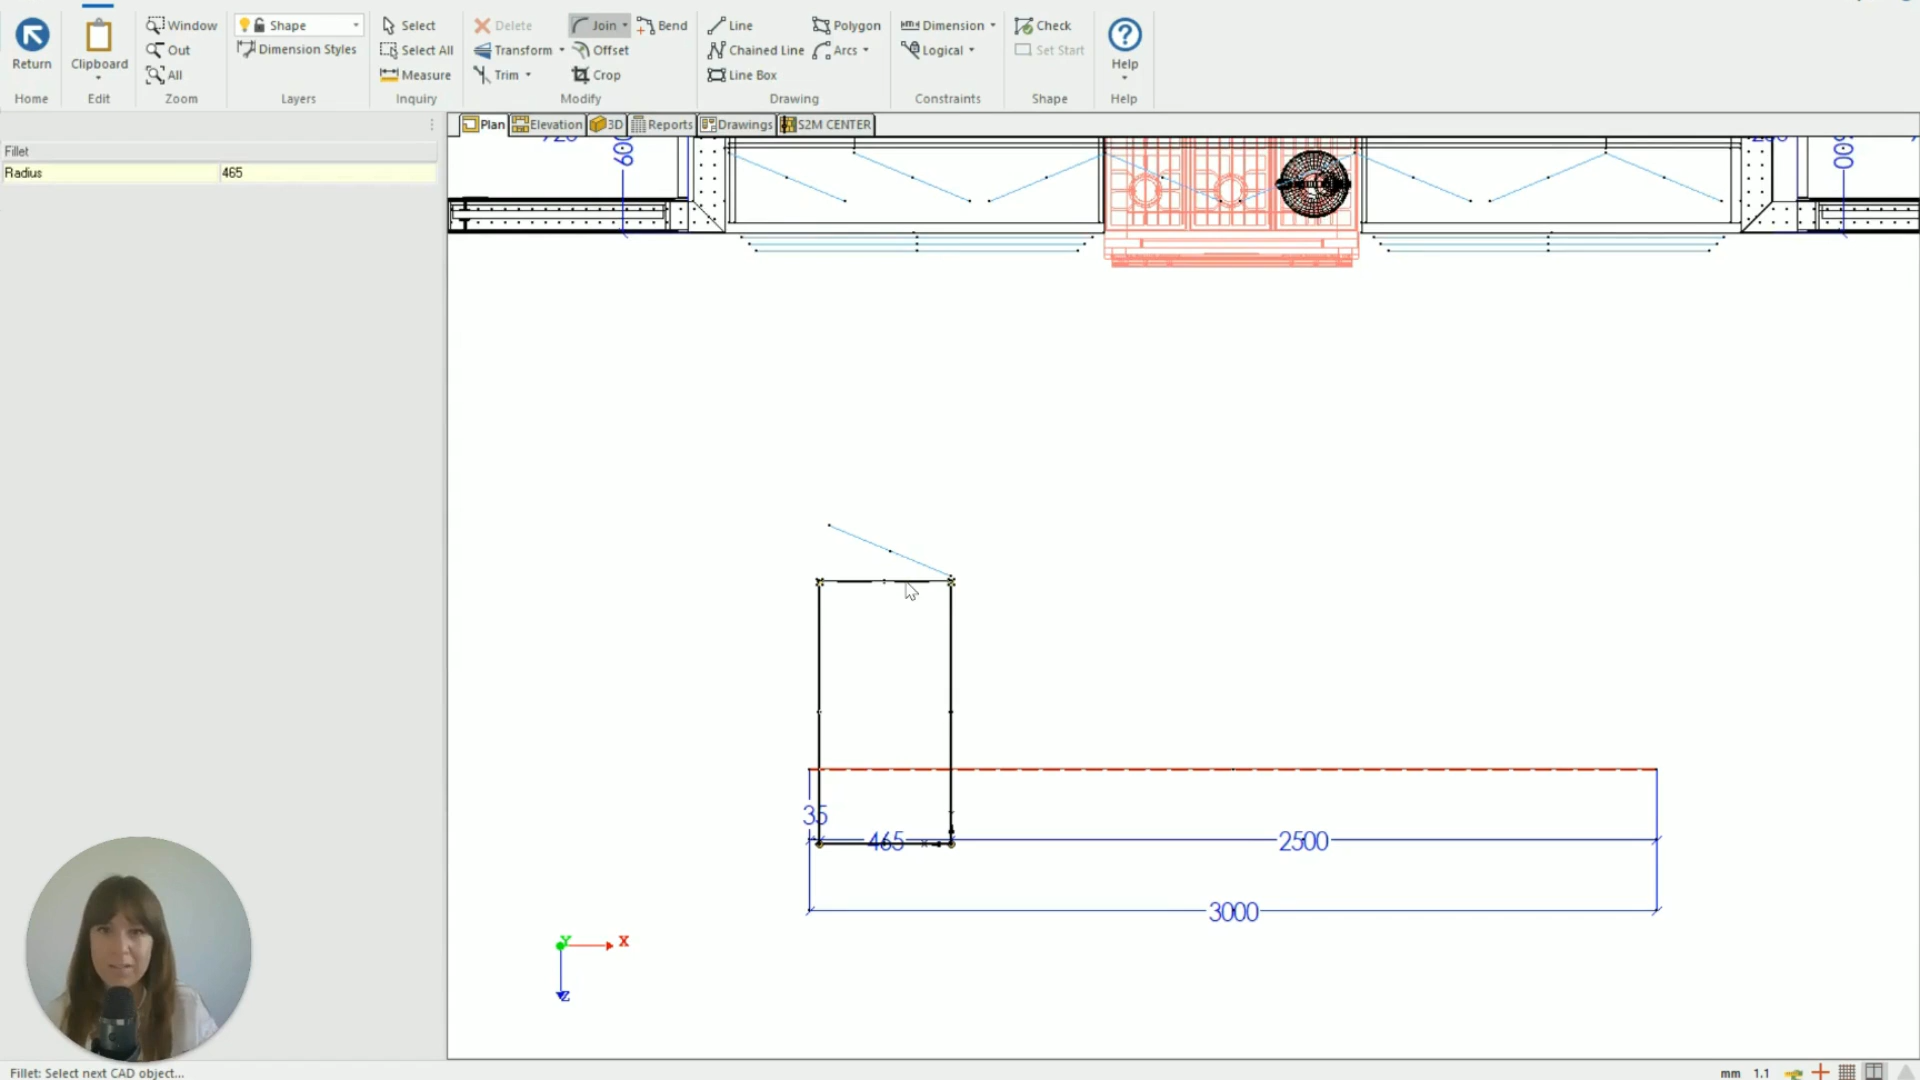 Return
Home
Clipboard
Edit
Window
Out
All
Zoom
Shape
Dimension Styles
Layers
Select
Select All
Measure
Inquiry
Delete
Transform
Trim
Join
Bend
Offset
Crop
Modify
Line
Chained Line
Line Box
Polygon
Arcs
Drawing
Dimension
Logical
Constraints
Check
Set Start
Shape
Help
Help
Plan
Elevation
3D
Reports
Drawings
S2M CENTER
Fillet
Radius 465
600
600
35
465
2500
3000
Y
X
Z
Fillet: Select next CAD object...
mm 1.1